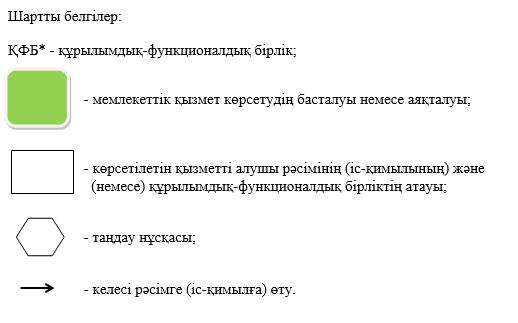 Шартты белгілер:
ҚФБ* - құрылымдық-функционалдық бірлік;
- мемлекеттік қызмет көрсетудің басталуы немесе аяқталуы;
- көрсетілетін қызметті алушы рәсімінің (іс-қимылының) және
(немесе) құрылымдық-функционалдық бірліктің атауы;
- таңдау нұсқасы;
- келесі рәсімге (іс-қимылға) өту.